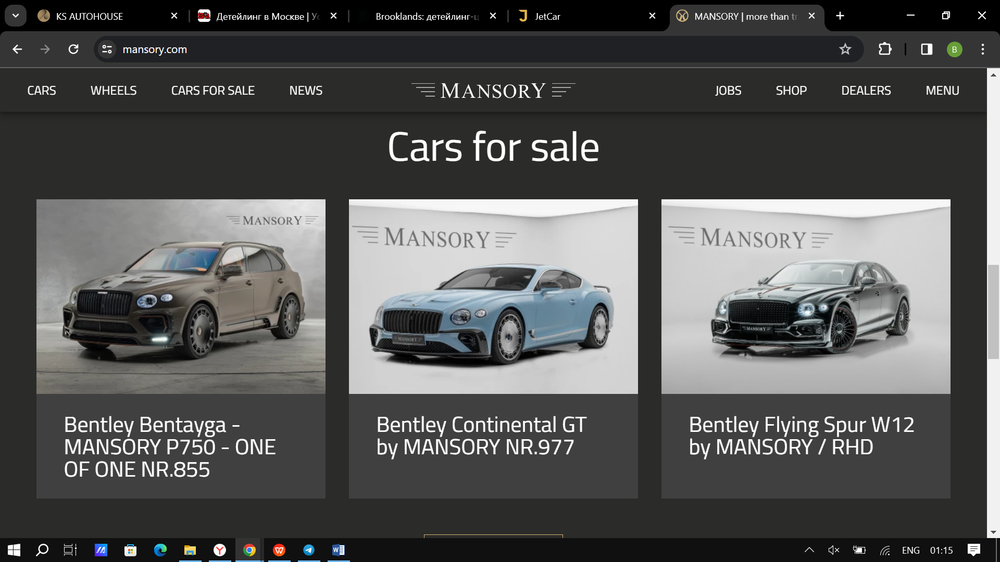 KS AUTOHOUSE
Детейлинг в Москве | Ус
Brooklands: детейлинг-ц
JetCar
MANSORY | more than tr
mansory.com
B
CARS
WHEELS
CARS FOR SALE
NEWS
MANSORY
JOBS
SHOP
DEALERS
MENU
Cars for sale
MANSORY
MANSORY
MANSORY
MANSORY
MANSORY
Bentley Bentayga -
MANSORY P750 - ONE
OF ONE NR.855
Bentley Continental GT
by MANSORY NR.977
Bentley Flying Spur W12
by MANSORY / RHD
ENG
01:15